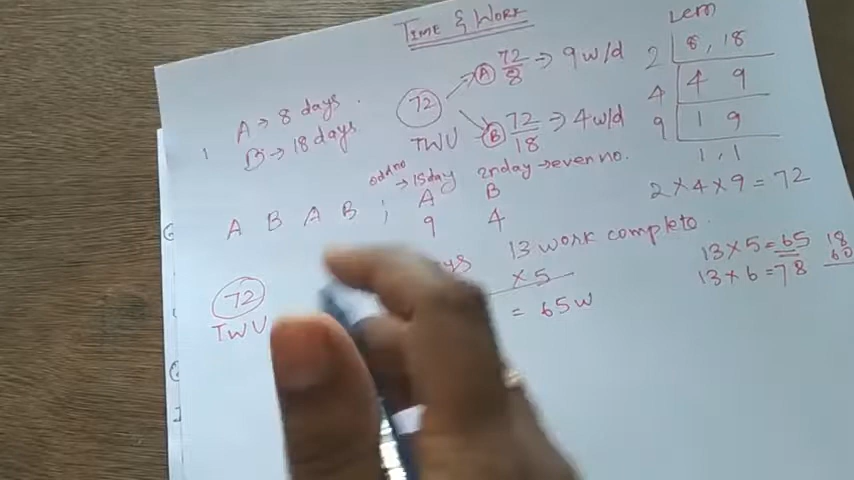 TIME & WORK
Lcm
A → 8 days.
B → 18 days
72
TWU
A 72/8 → 9 w/d
B 72/18 → 4 w/d
2 | 8, 18
4 | 4 9
9 | 1 9
1, 1
2 × 4 × 9 = 72
odd no → 1st day 2nd day → even no.
A B A B ; A B
9 4
13 work complete.
× 5
= 65 W
13 × 5 = 65
13 × 6 = 78
72
TWU